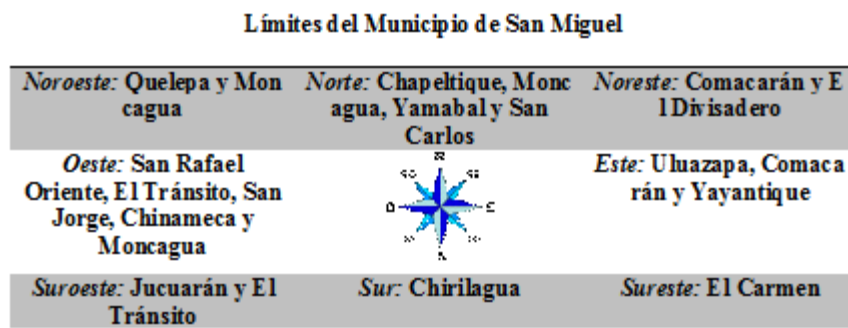 Límites del Municipio de San Miguel
Noroeste: Quelepa y Mon
cagua
Norte: Chapeltique, Monc
agua, Yamabal y San
Carlos
Noreste: Comacarán y E
l Divisadero
Oeste: San Rafael
Oriente, El Tránsito, San
Jorge, Chinameca y
Moncagua
Este: Uluazapa, Comaca
rán y Yayantique
Suroeste: Jucuarán y El
Tránsito
Sur: Chirilagua
Sureste: El Carmen